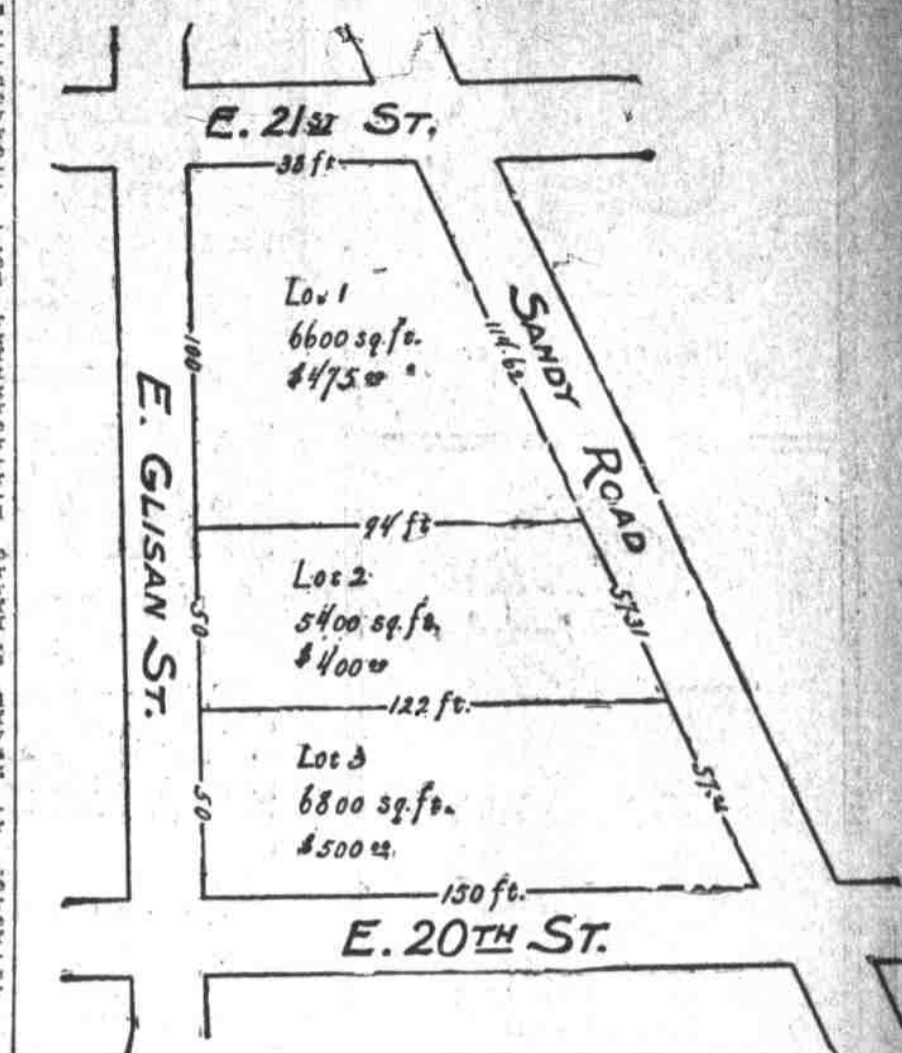 E. 21ST ST.
38 ft
Lot 1
6600 sq. ft.
$475.00
100
114.62
SANDY ROAD
E. GLISAN ST.
94 ft
Lot 2
5400 sq. ft.
$400.00
50
57.31
122 ft.
Lot 3
6800 sq. ft.
$500.00
50
150 ft.
E. 20TH ST.